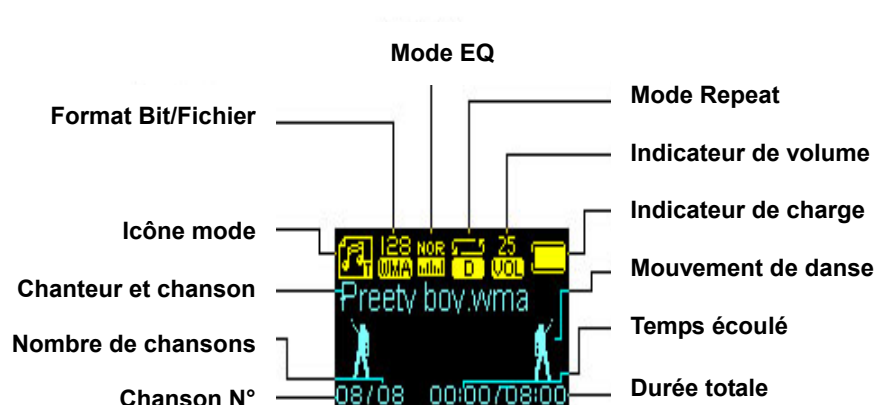 Mode EQ
Mode Repeat
Format Bit/Fichier
Indicateur de volume
Indicateur de charge
Icône mode
128 NOR 25
WMA D VOL
Mouvement de danse
Chanteur et chanson
Preety boy.wma
Temps écoulé
Nombre de chansons
Durée totale
Chanson N°
08/08 00:00/08:00